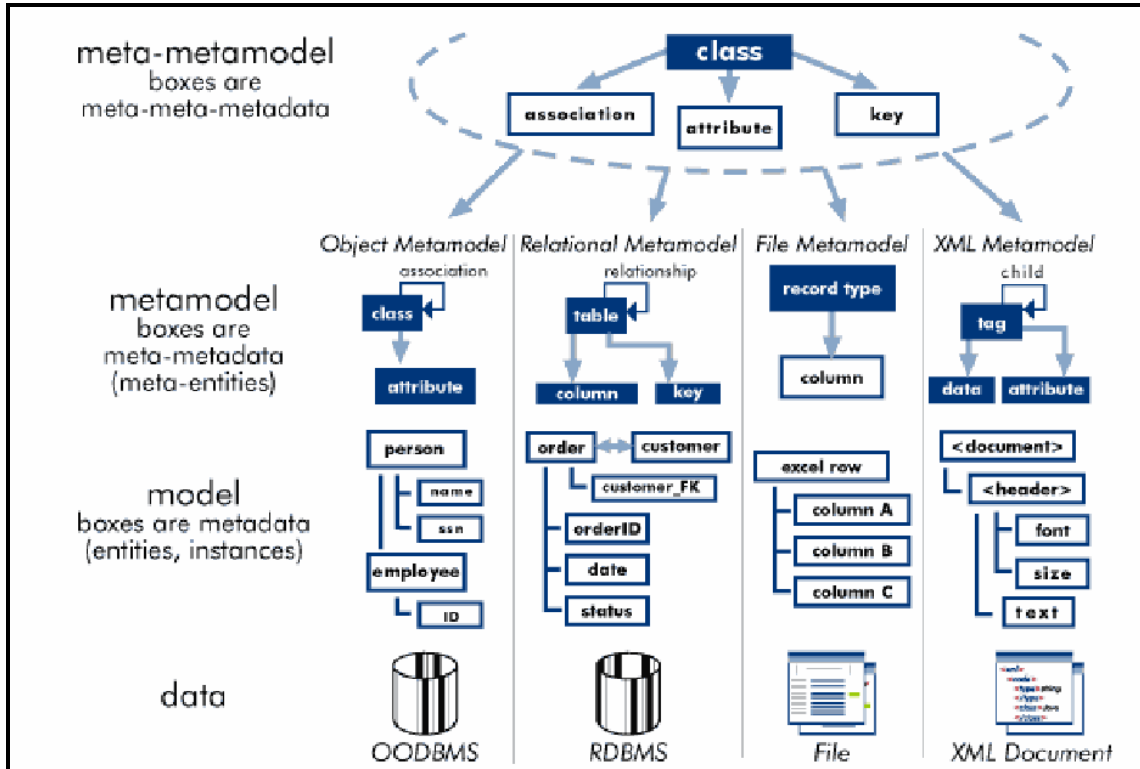 meta-metamodel
boxes are
meta-meta-metadata
class
association
attribute
key
Object Metamodel
Relational Metamodel
File Metamodel
XML Metamodel
metamodel
boxes are
meta-metadata
(meta-entities)
association
class
attribute
relationship
table
column
key
record type
column
child
tag
data
attribute
model
boxes are metadata
(entities, instances)
person
name
ssn
employee
ID
order
customer
customer_FK
orderID
date
status
excel row
column A
column B
column C
<document>
<header>
font
size
text
data
OODBMS
RDBMS
File
XML Document